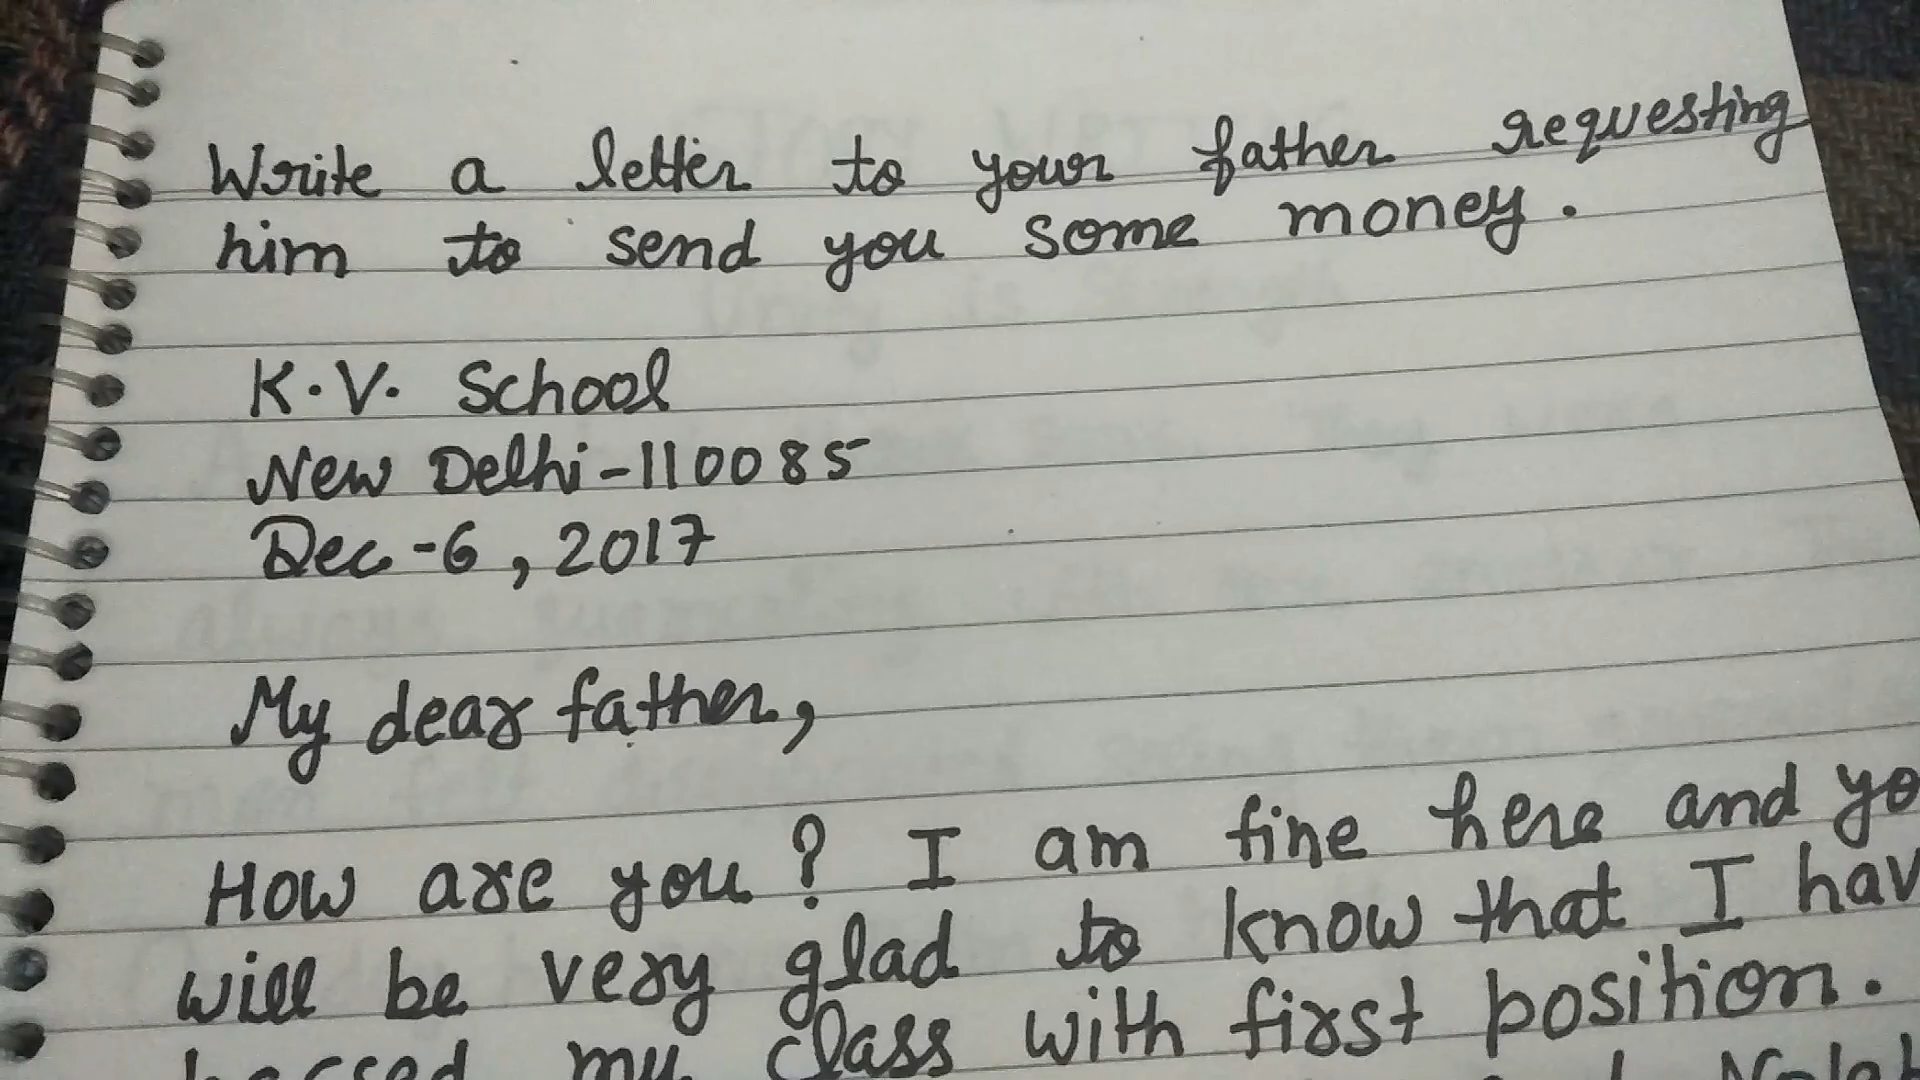 Write a letter to your father requesting
him to send you some money.
K.V. School
New Delhi-110085
Dec-6, 2017
My dear father,
How are you? I am fine here and yo
will be very glad to know that I hav
passed my class with first position.